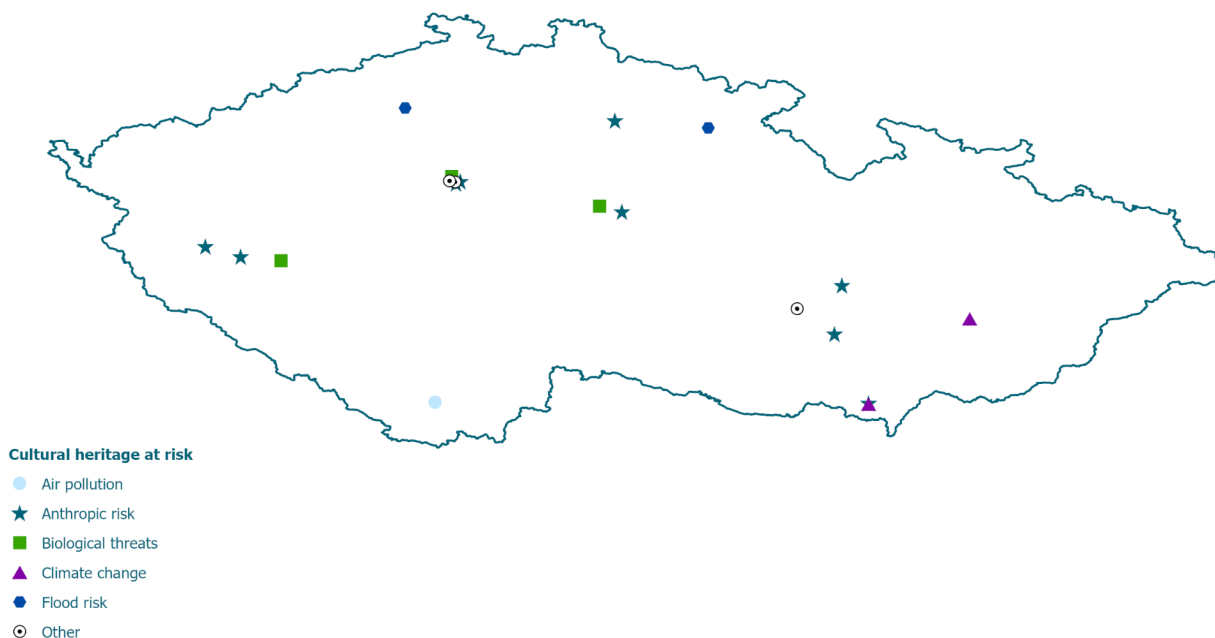 Cultural heritage at risk
Air pollution
Anthropic risk
Biological threats
Climate change
Flood risk
Other